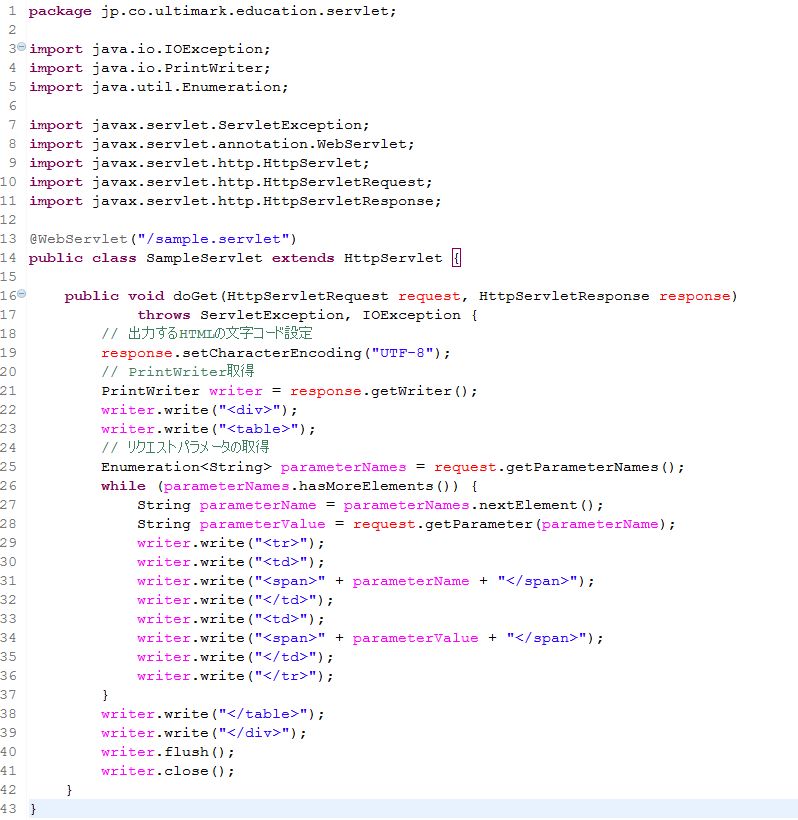 1 package jp.co.ultimark.education.servlet;
2
3 import java.io.IOException;
4 import java.io.PrintWriter;
5 import java.util.Enumeration;
6
7 import javax.servlet.ServletException;
8 import javax.servlet.annotation.WebServlet;
9 import javax.servlet.http.HttpServlet;
10 import javax.servlet.http.HttpServletRequest;
11 import javax.servlet.http.HttpServletResponse;
12
13 @WebServlet("/sample.servlet")
14 public class SampleServlet extends HttpServlet {
15
16     public void doGet(HttpServletRequest request, HttpServletResponse response)
17             throws ServletException, IOException {
18         // 出力するHTMLの文字コード設定
19         response.setCharacterEncoding("UTF-8");
20         // PrintWriter取得
21         PrintWriter writer = response.getWriter();
22         writer.write("<div>");
23         writer.write("<table>");
24         // リクエストパラメータの取得
25         Enumeration<String> parameterNames = request.getParameterNames();
26         while (parameterNames.hasMoreElements()) {
27             String parameterName = parameterNames.nextElement();
28             String parameterValue = request.getParameter(parameterName);
29             writer.write("<tr>");
30             writer.write("<td>");
31             writer.write("<span>" + parameterName + "</span>");
32             writer.write("</td>");
33             writer.write("<td>");
34             writer.write("<span>" + parameterValue + "</span>");
35             writer.write("</td>");
36             writer.write("</tr>");
37         }
38         writer.write("</table>");
39         writer.write("</div>");
40         writer.flush();
41         writer.close();
42     }
43 }